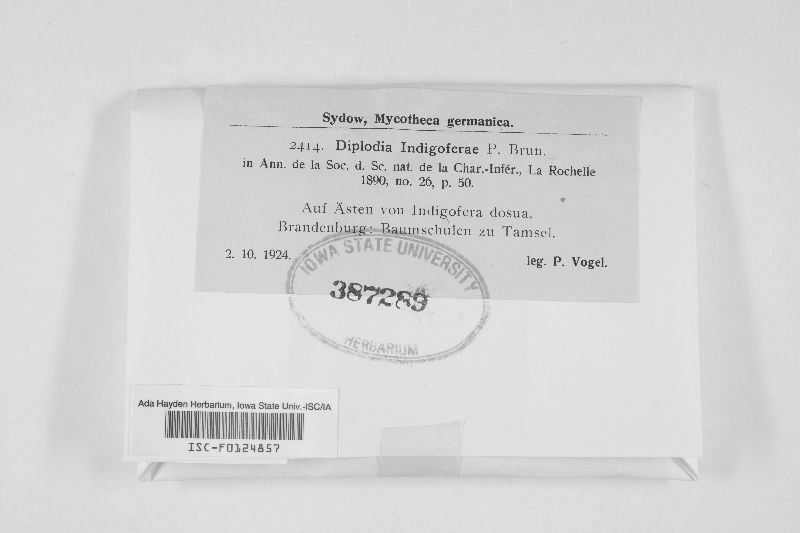 Sydow, Mycotheca germanica.
2414. Diplodia Indigoferae P. Brun.
in Ann. de la Soc. d. Sc. nat. de la Char.-Infér., La Rochelle
1890, no. 26, p. 50.
Auf Ästen von Indigofera dosua.
Brandenburg: Baumschulen zu Tamsel.
2. 10. 1924.
leg. P. Vogel.
IOWA STATE UNIVERSITY
387289
HERBARIUM
Ada Hayden Herbarium, Iowa State Univ.-ISC/IA
ISC-F0124857